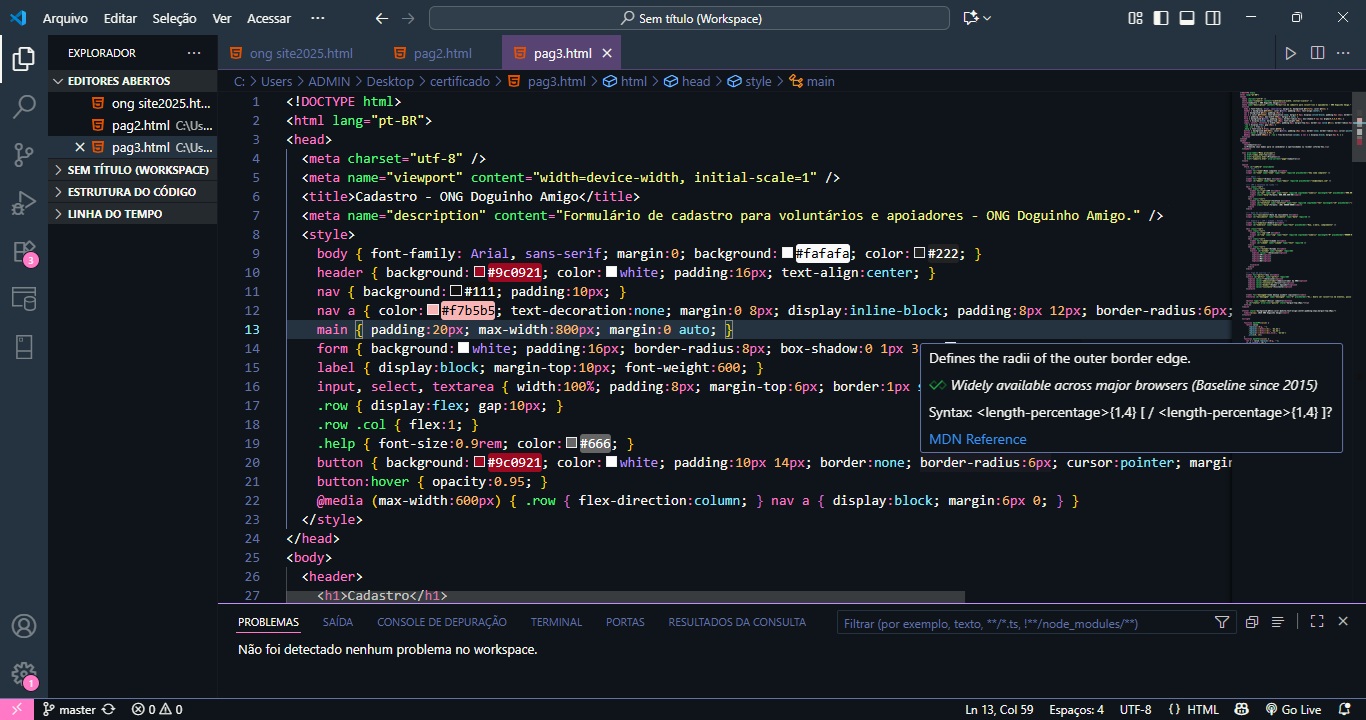 Arquivo Editar Seleção Ver Acessar ··· Sem título (Workspace)
EXPLORADOR ···
EDITORES ABERTOS
ong site2025.ht...
pag2.html C:\Us...
pag3.html C:\Us...
SEM TÍTULO (WORKSPACE)
ESTRUTURA DO CÓDIGO
LINHA DO TEMPO
3
1
ong site2025.html pag2.html pag3.html
C: > Users > ADMIN > Desktop > certificado > pag3.html > html > head > style > main
1 <!DOCTYPE html>
2 <html lang="pt-BR">
3 <head>
4 <meta charset="utf-8" />
5 <meta name="viewport" content="width=device-width, initial-scale=1" />
6 <title>Cadastro - ONG Doguinho Amigo</title>
7 <meta name="description" content="Formulário de cadastro para voluntários e apoiadores - ONG Doguinho Amigo." />
8 <style>
9 body { font-family: Arial, sans-serif; margin:0; background:#fafafa; color:#222; }
10 header { background:#9c0921; color:white; padding:16px; text-align:center; }
11 nav { background:#111; padding:10px; }
12 nav a { color:#f7b5b5; text-decoration:none; margin:0 8px; display:inline-block; padding:8px 12px; border-radius:6px;
13 main { padding:20px; max-width:800px; margin:0 auto; }
14 form { background:white; padding:16px; border-radius:8px; box-shadow:0 1px 3
15 label { display:block; margin-top:10px; font-weight:600; }
16 input, select, textarea { width:100%; padding:8px; margin-top:6px; border:1px
17 .row { display:flex; gap:10px; }
18 .row .col { flex:1; }
19 .help { font-size:0.9rem; color:#666; }
20 button { background:#9c0921; color:white; padding:10px 14px; border:none; border-radius:6px; cursor:pointer; margin
21 button:hover { opacity:0.95; }
22 @media (max-width:600px) { .row { flex-direction:column; } nav a { display:block; margin:6px 0; } }
23 </style>
24 </head>
25 <body>
26 <header>
27 <h1>Cadastro</h1>
Defines the radii of the outer border edge.
Widely available across major browsers (Baseline since 2015)
Syntax: <length-percentage>{1,4} [ / <length-percentage>{1,4} ]?
MDN Reference
PROBLEMAS SAÍDA CONSOLE DE DEPURAÇÃO TERMINAL PORTAS RESULTADOS DA CONSULTA Filtrar (por exemplo, texto, **/*.ts, !**/node_modules/**)
Não foi detectado nenhum problema no workspace.
master 0 0 Ln 13, Col 59 Espaços: 4 UTF-8 {} HTML Go Live